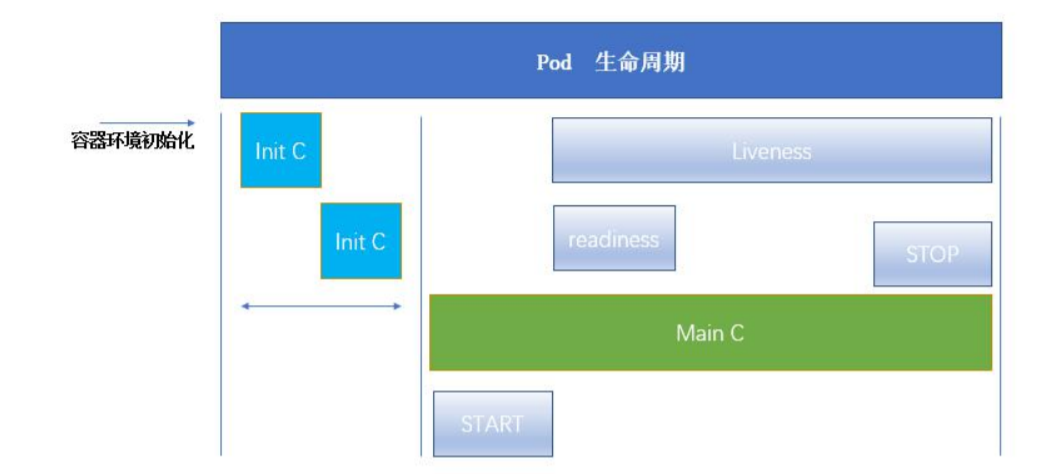 Pod 生命周期
容器环境初始化
Init C
Liveness
Init C
readiness
STOP
Main C
START